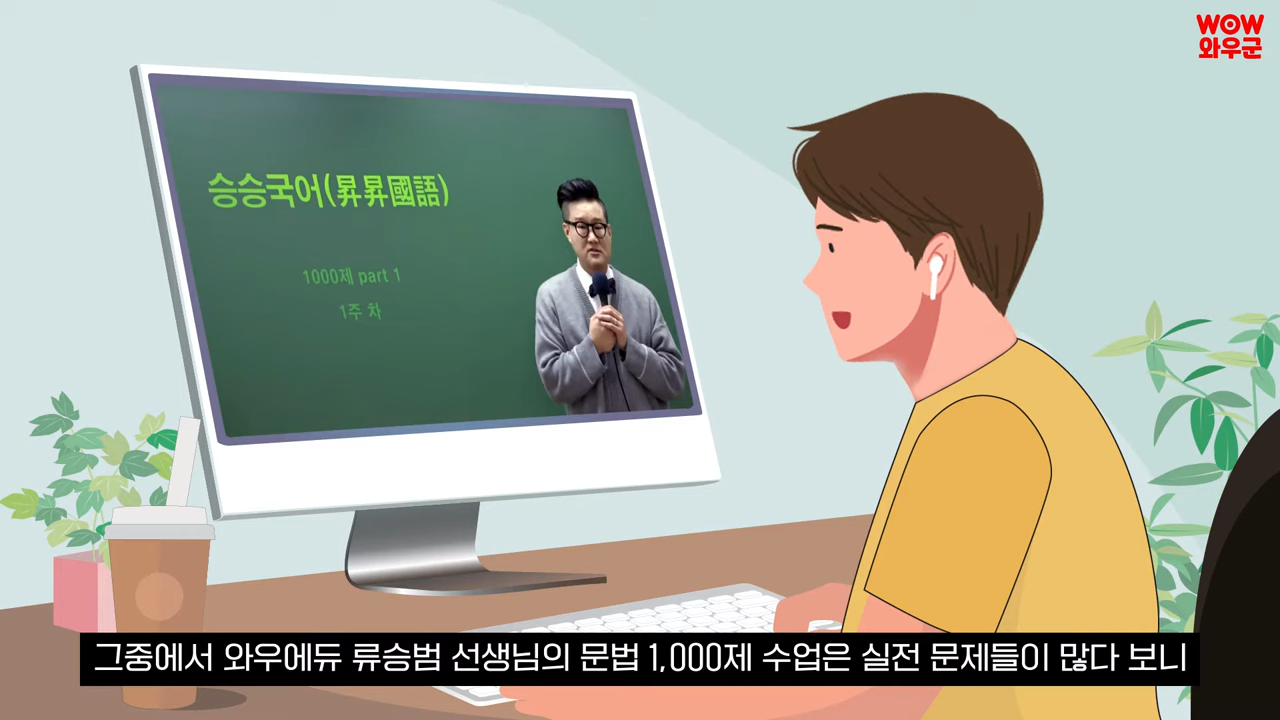 WOW
와우군
승승국어(昇昇國語)
1000제 part 1
1주 차
그중에서 와우에듀 류승범 선생님의 문법 1,000제 수업은 실전 문제들이 많다 보니